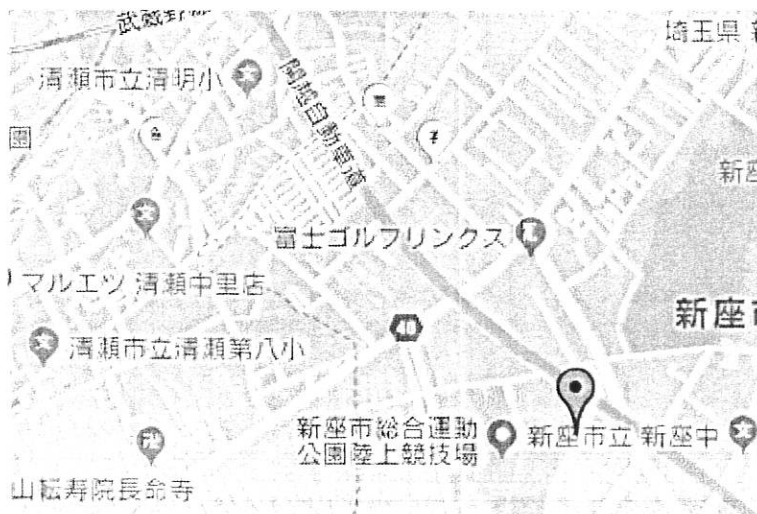 武蔵野線
埼玉県 新
清瀬市立清明小
関越自動車道
園
新座
富士ゴルフリンクス
マルエツ 清瀬中里店
新座市
清瀬市立清瀬第八小
新座市総合運動
公園陸上競技場
新座市立 新座中
寿院長命寺